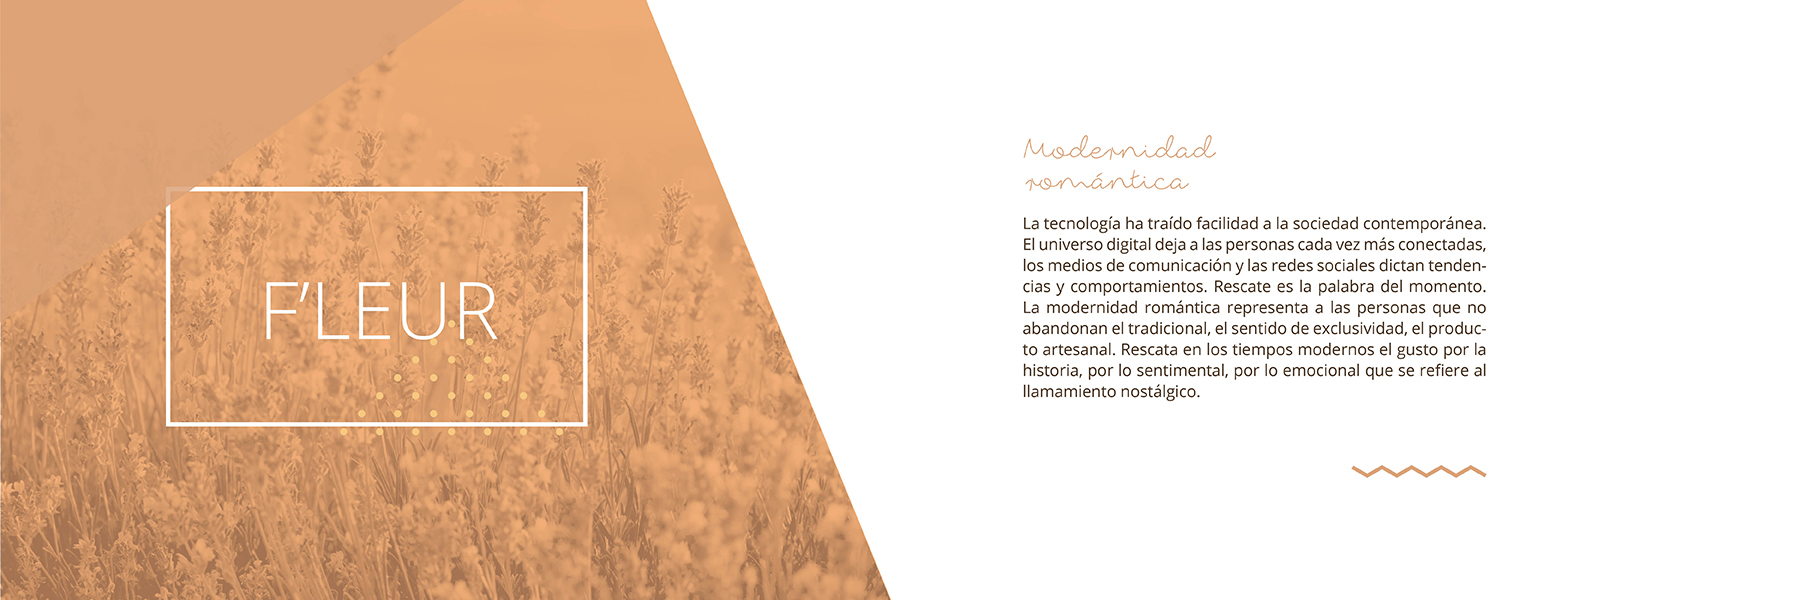 F'LEUR
Modernidad
romántica
La tecnología ha traído facilidad a la sociedad contemporánea.
El universo digital deja a las personas cada vez más conectadas,
los medios de comunicación y las redes sociales dictan tenden-
cias y comportamientos. Rescate es la palabra del momento.
La modernidad romántica representa a las personas que no
abandonan el tradicional, el sentido de exclusividad, el produc-
to artesanal. Rescata en los tiempos modernos el gusto por la
historia, por lo sentimental, por lo emocional que se refiere al
llamamiento nostálgico.